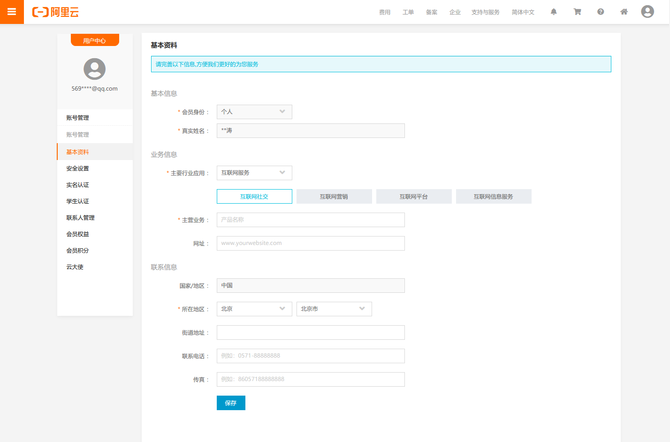 阿里云
费用 工单 备案 企业 支持与服务 简体中文
用户中心
569****@qq.com
账号管理
账号管理
基本资料
安全设置
实名认证
学生认证
联系人管理
会员权益
会员积分
云大使
基本资料
请完善以下信息,方便我们更好的为您服务
基本信息
* 会员身份： 个人
* 真实姓名： **涛
业务信息
* 主要行业应用： 互联网服务
互联网社交 互联网营销 互联网平台 互联网信息服务
* 主营业务： 产品名称
网址： www.yourwebsite.com
联系信息
国家/地区： 中国
* 所在地区： 北京 北京市
街道地址：
联系电话： 例如：0571-88888888
传真： 例如：86057188888888
保存